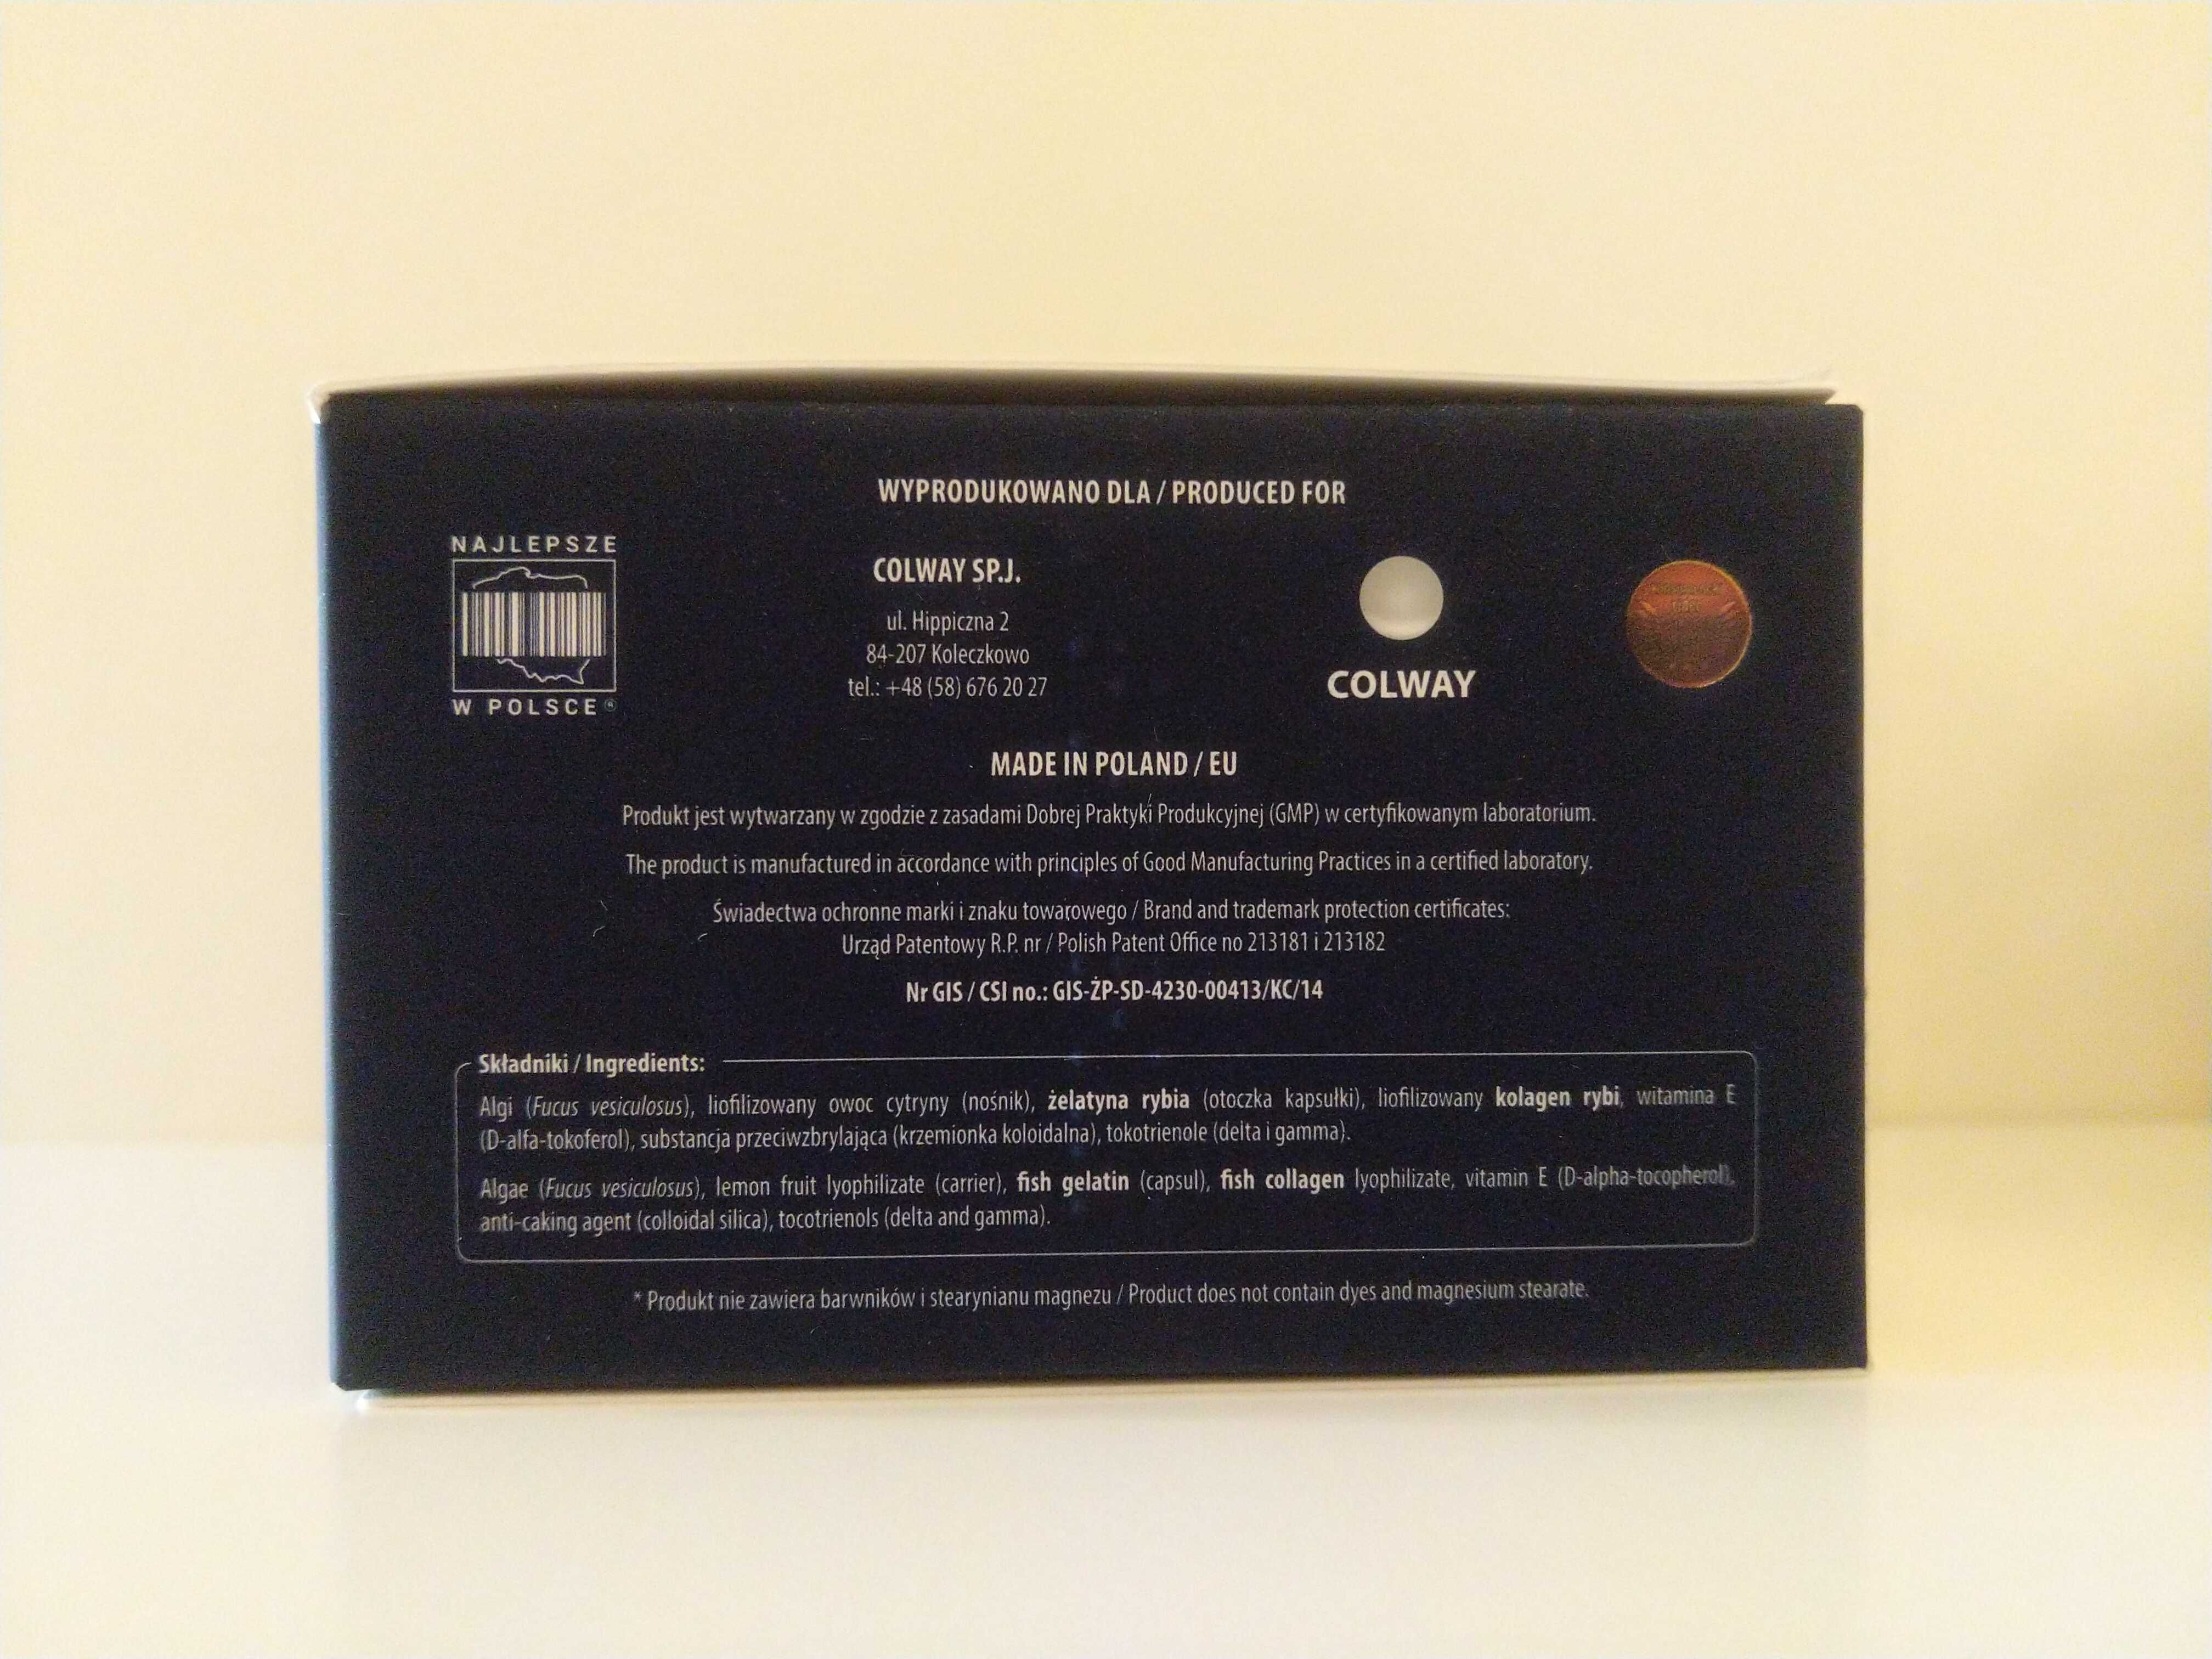 WYPRODUKOWANO DLA / PRODUCED FOR
NAJLEPSZE
W POLSCE®
COLWAY SP.J.
ul. Hippiczna 2
84-207 Koleczkowo
tel.: +48 (58) 676 20 27
COLWAY
MADE IN POLAND / EU
Produkt jest wytwarzany w zgodzie z zasadami Dobrej Praktyki Produkcyjnej (GMP) w certyfikowanym laboratorium.
The product is manufactured in accordance with principles of Good Manufacturing Practices in a certified laboratory.
Świadectwa ochronne marki i znaku towarowego / Brand and trademark protection certificates:
Urząd Patentowy R.P. nr / Polish Patent Office no 213181 i 213182
Nr GIS / CSI no.: GIS-ŻP-SD-4230-00413/KC/14
Składniki / Ingredients:
Algi (Fucus vesiculosus), liofilizowany owoc cytryny (nośnik), żelatyna rybia (otoczka kapsułki), liofilizowany kolagen rybi, witamina E
(D-alfa-tokoferol), substancja przeciwzbrylająca (krzemionka koloidalna), tokotrienole (delta i gamma).
Algae (Fucus vesiculosus), lemon fruit lyophilizate (carrier), fish gelatin (capsul), fish collagen lyophilizate, vitamin E (D-alpha-tocopherol),
anti-caking agent (colloidal silica), tocotrienols (delta and gamma).
* Produkt nie zawiera barwników i stearynianu magnezu / Product does not contain dyes and magnesium stearate.